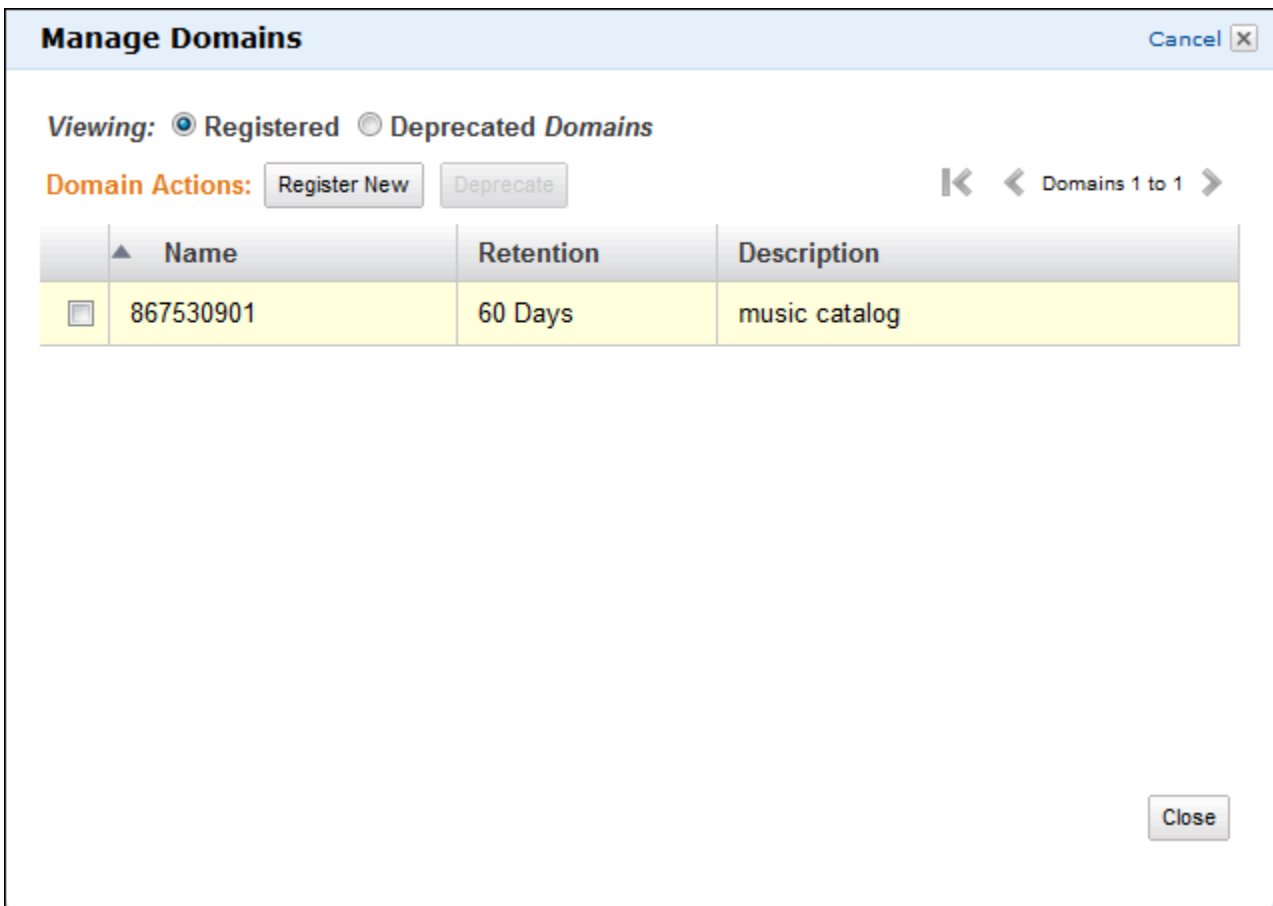 Manage Domains Cancel
Viewing: Registered Deprecated Domains
Domain Actions: Register New Deprecate Domains 1 to 1
Name Retention Description
867530901 60 Days music catalog
Close